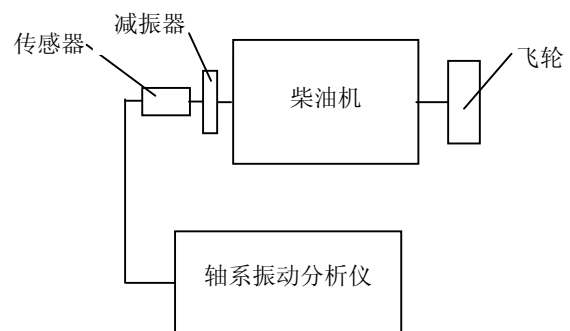 减振器
传感器
飞轮
柴油机
轴系振动分析仪